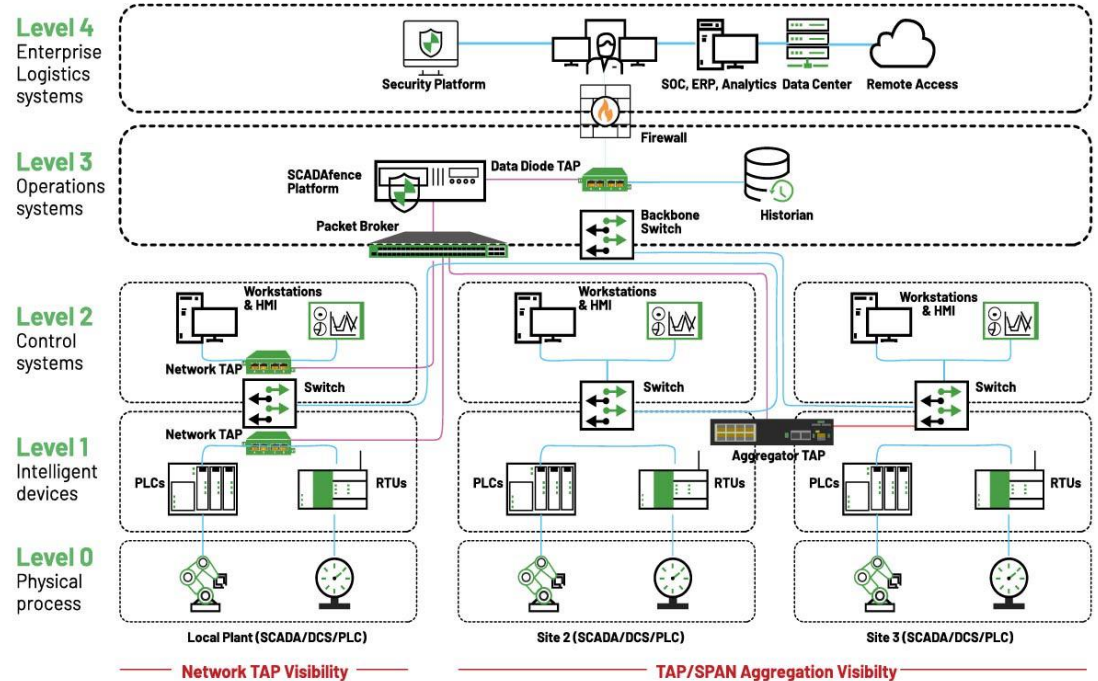 Level 4
Enterprise
Logistics
systems
Security Platform
SOC, ERP, Analytics
Data Center
Remote Access
Firewall
Level 3
Operations
systems
SCADAfence
Platform
Data Diode TAP
Historian
Packet Broker
Backbone
Switch
Level 2
Control
systems
Workstations
& HMI
Network TAP
Switch
Workstations
& HMI
Switch
Workstations
& HMI
Switch
Level 1
Intelligent
devices
Network TAP
PLCs
RTUs
PLCs
RTUs
Aggregator TAP
PLCs
RTUs
Level 0
Physical
process
Local Plant (SCADA/DCS/PLC)
Site 2 (SCADA/DCS/PLC)
Site 3 (SCADA/DCS/PLC)
Network TAP Visibility
TAP/SPAN Aggregation Visibilty